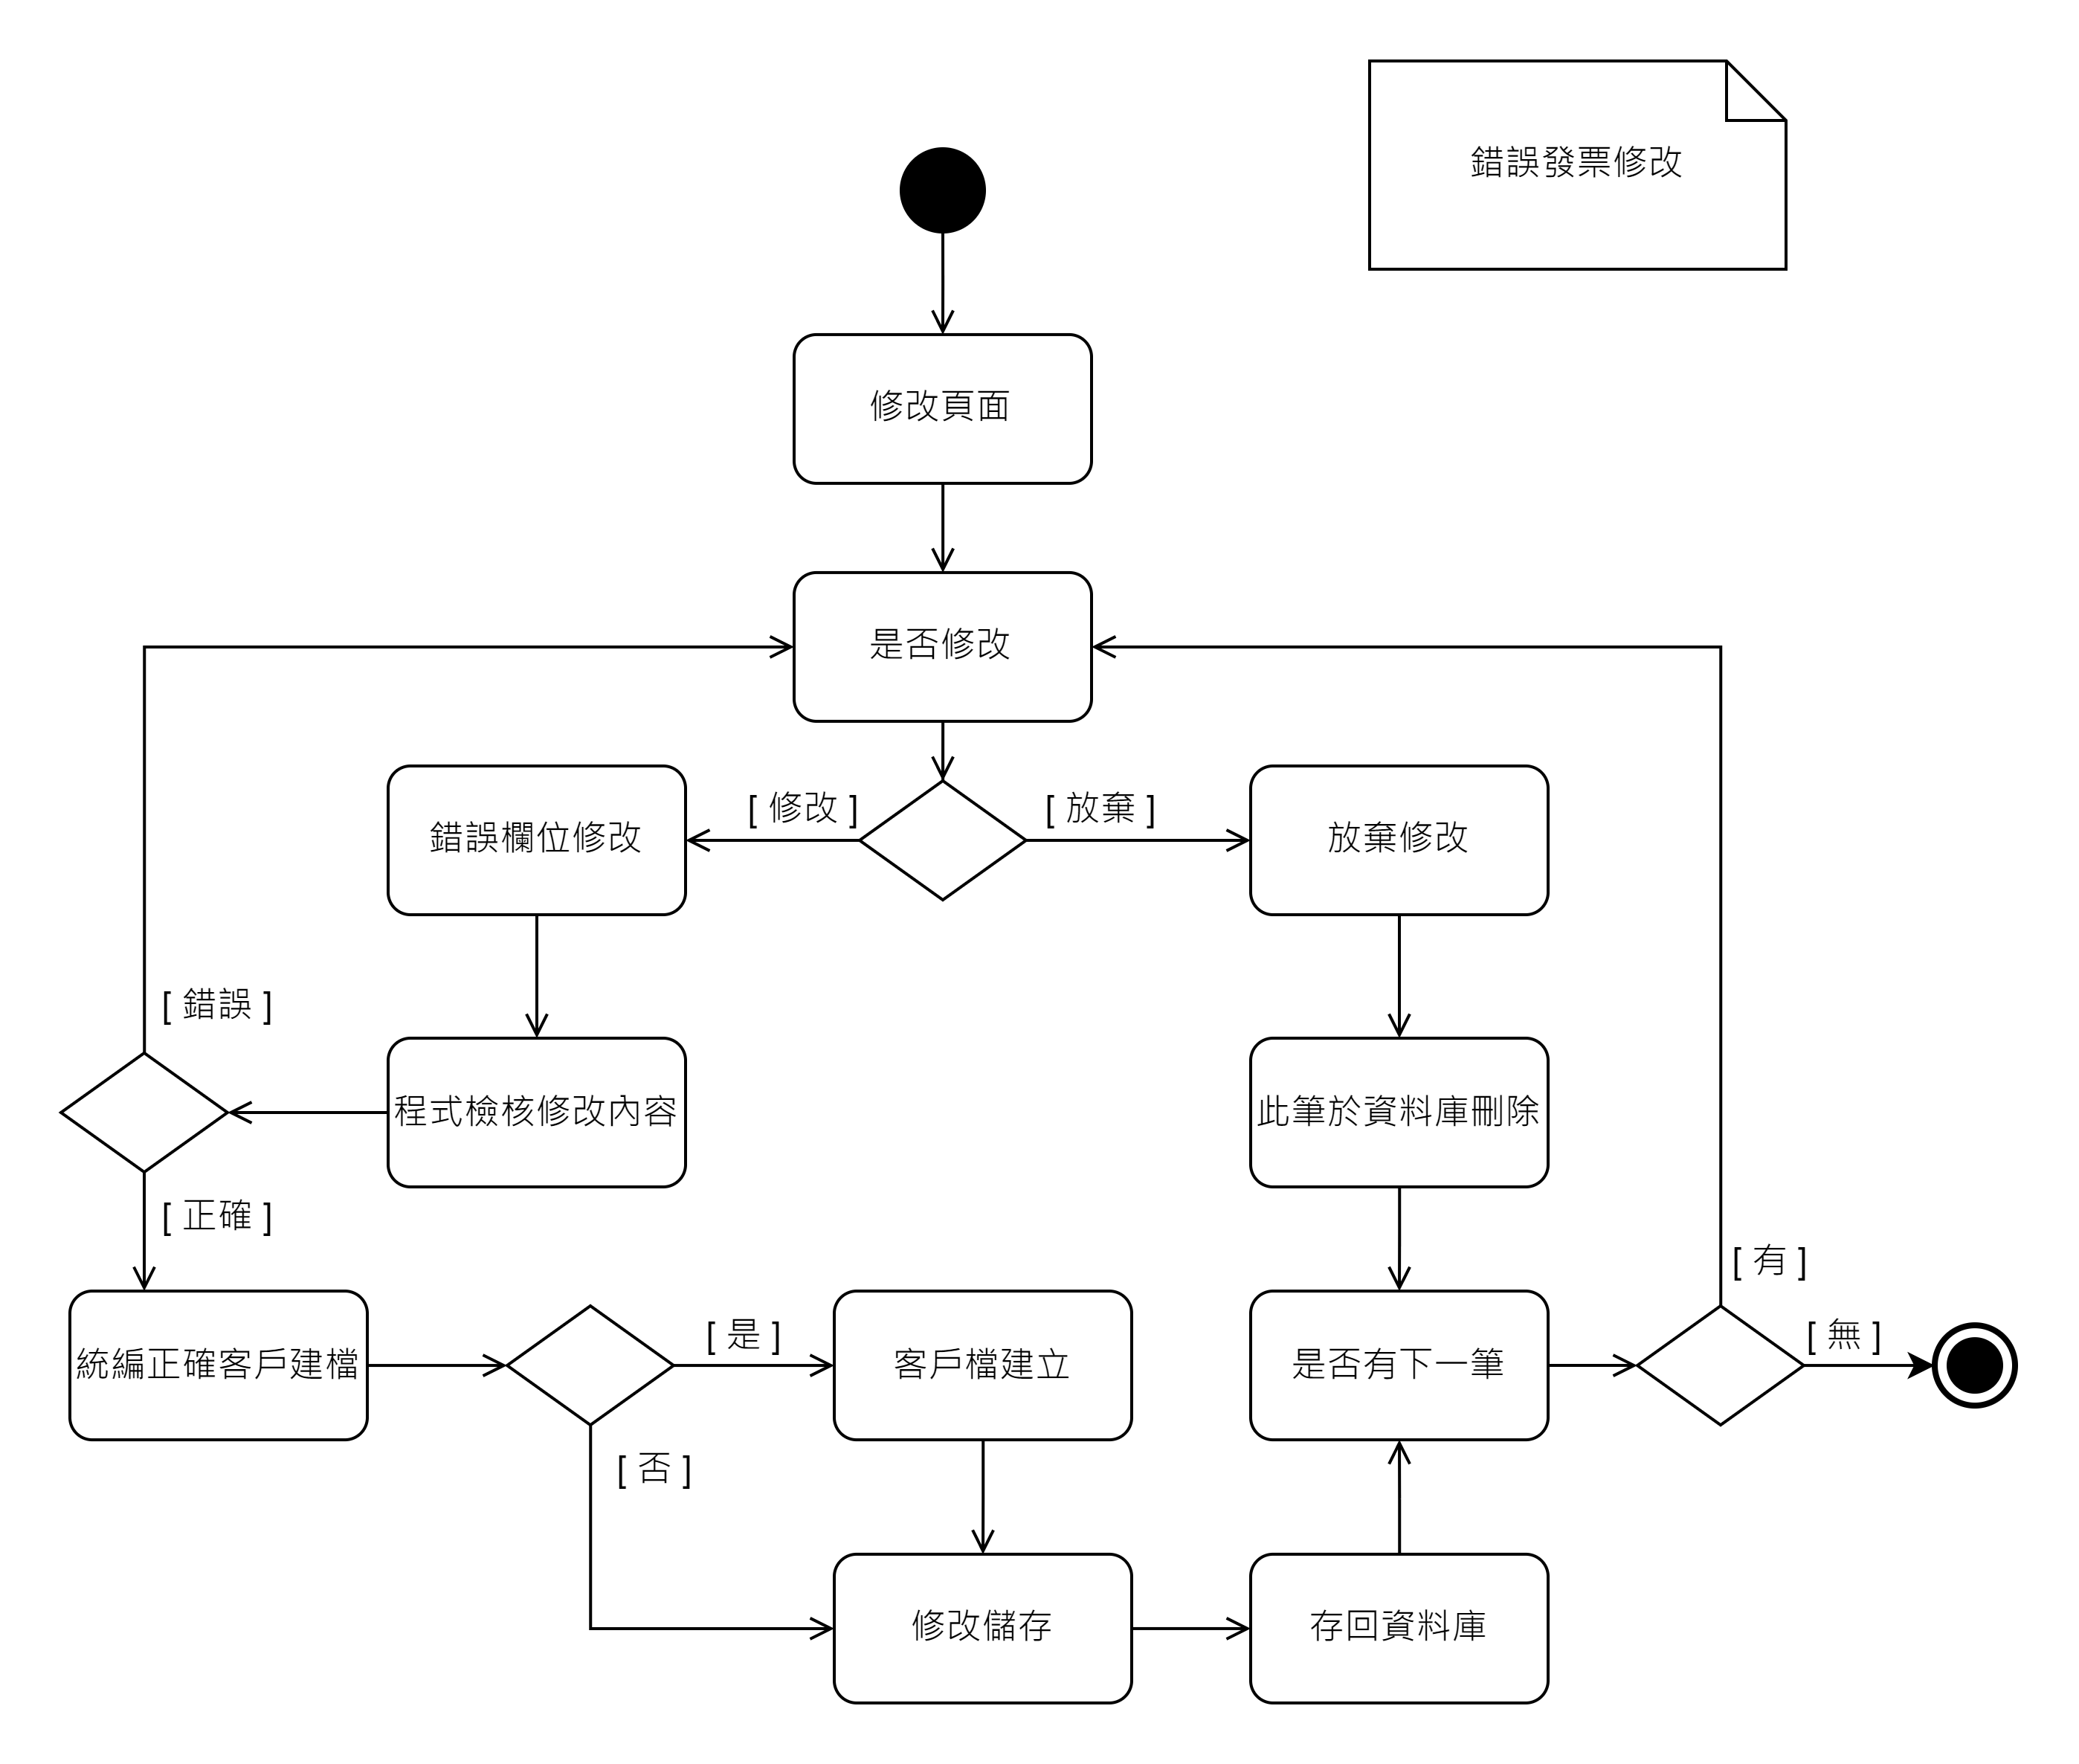 錯誤發票修改
修改頁面
是否修改
[ 修改 ]
[ 放棄 ]
錯誤欄位修改
放棄修改
[ 錯誤 ]
程式檢核修改內容
此筆於資料庫刪除
[ 正確 ]
[ 有 ]
[ 是 ]
[ 無 ]
統編正確客戶建檔
客戶檔建立
是否有下一筆
[ 否 ]
修改儲存
存回資料庫